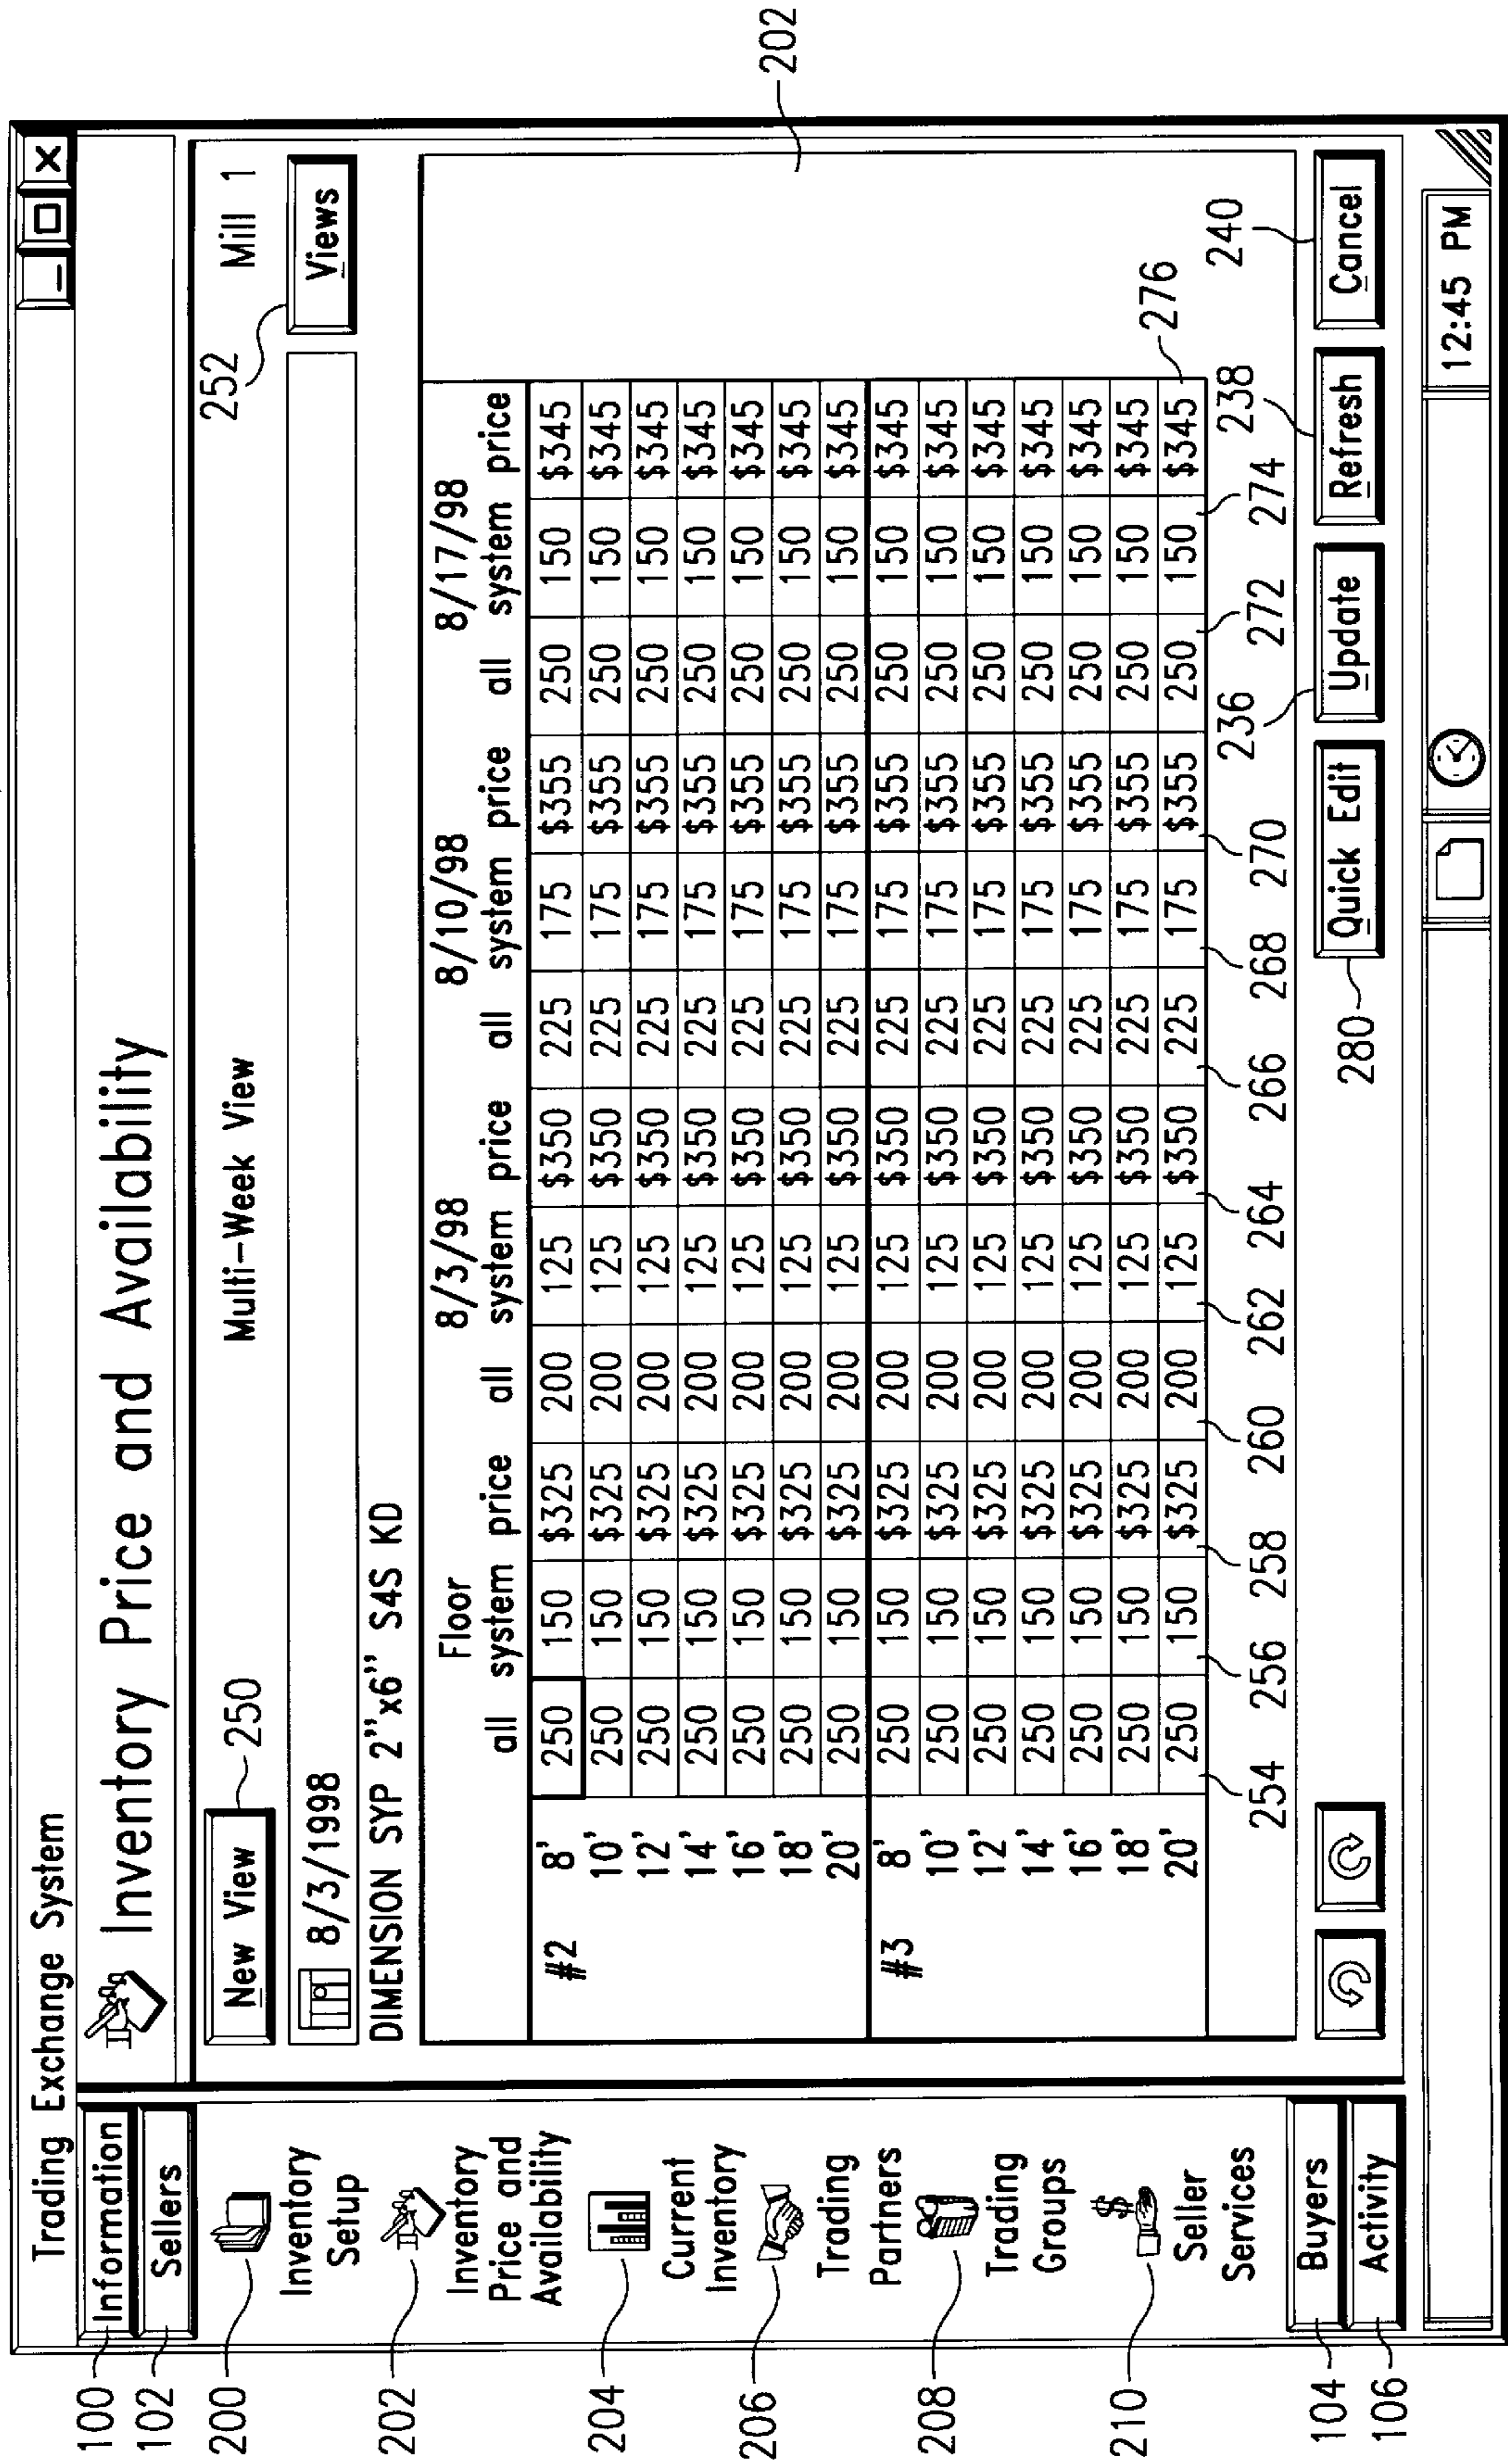 Trading Exchange System
100 Information
102 Sellers
Inventory Price and Availability
New View 250
Multi-Week View
252 Mill 1
8/3/1998
Views
DIMENSION SYP 2"x6" S4S KD
Floor 8/3/98 8/10/98 8/17/98
all system price all system price all system price all system price
#2 8' 250 150 $325 200 125 $350 225 175 $355 250 150 $345
10' 250 150 $325 200 125 $350 225 175 $355 250 150 $345
12' 250 150 $325 200 125 $350 225 175 $355 250 150 $345
14' 250 150 $325 200 125 $350 225 175 $355 250 150 $345
16' 250 150 $325 200 125 $350 225 175 $355 250 150 $345
18' 250 150 $325 200 125 $350 225 175 $355 250 150 $345
20' 250 150 $325 200 125 $350 225 175 $355 250 150 $345
#3 8' 250 150 $325 200 125 $350 225 175 $355 250 150 $345
10' 250 150 $325 200 125 $350 225 175 $355 250 150 $345
12' 250 150 $325 200 125 $350 225 175 $355 250 150 $345
14' 250 150 $325 200 125 $350 225 175 $355 250 150 $345
16' 250 150 $325 200 125 $350 225 175 $355 250 150 $345
18' 250 150 $325 200 125 $350 225 175 $355 250 150 $345
20' 250 150 $325 200 125 $350 225 175 $355 250 150 $345
202
276
254 256 258 260 262 264 266 268 270 272 274
236 238 240
280 Quick Edit Update Refresh Cancel
200
Inventory
Setup
202
Inventory
Price and
Availability
204
Current
Inventory
206
Trading
Partners
208
Trading
Groups
210
Seller
Services
104 Buyers
106 Activity
12:45 PM